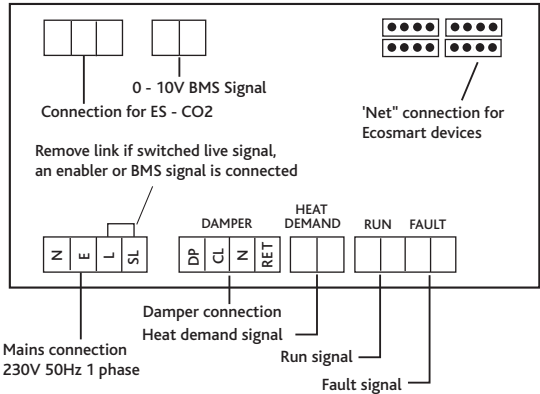 0 - 10V BMS Signal
Connection for ES - CO2
'Net" connection for
Ecosmart devices
Remove link if switched live signal,
an enabler or BMS signal is connected
DAMPER
HEAT
DEMAND
RUN
FAULT
N
E
L
SL
DP
CL
N
RET
Damper connection
Heat demand signal
Mains connection
230V 50Hz 1 phase
Run signal
Fault signal